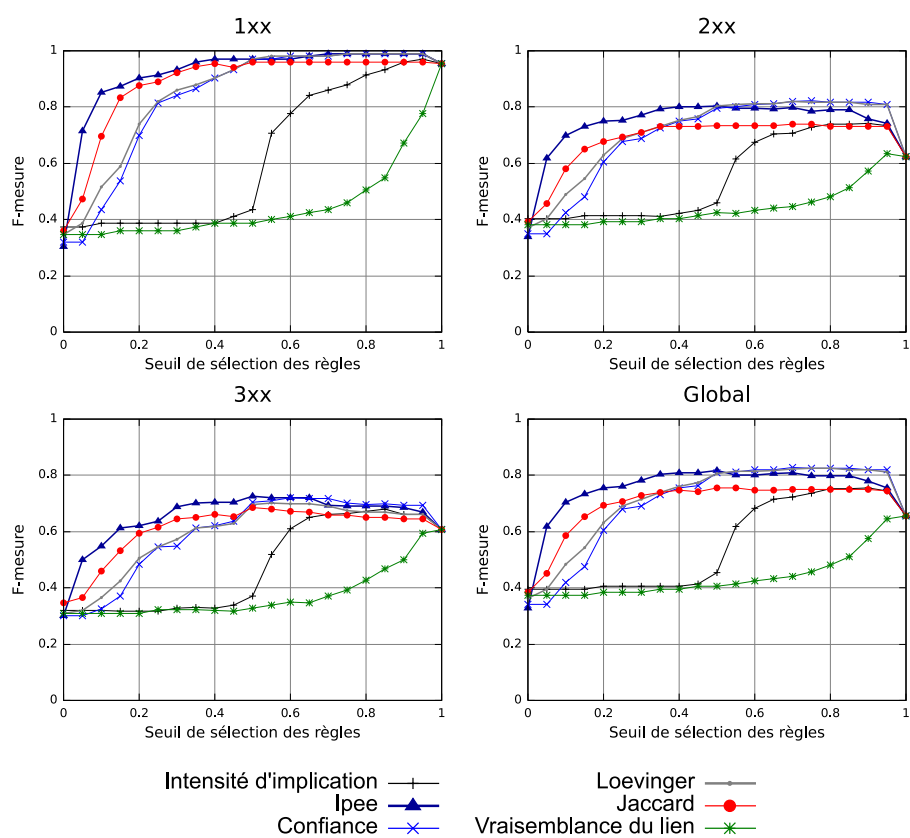 1xx
F-mesure
1
0.8
0.6
0.4
0.2
0
0 0.2 0.4 0.6 0.8 1
Seuil de sélection des règles
2xx
F-mesure
1
0.8
0.6
0.4
0.2
0
0 0.2 0.4 0.6 0.8 1
Seuil de sélection des règles
3xx
F-mesure
1
0.8
0.6
0.4
0.2
0
0 0.2 0.4 0.6 0.8 1
Seuil de sélection des règles
Global
F-mesure
1
0.8
0.6
0.4
0.2
0
0 0.2 0.4 0.6 0.8 1
Seuil de sélection des règles
Intensité d'implication
Ipee
Confiance
Loevinger
Jaccard
Vraisemblance du lien